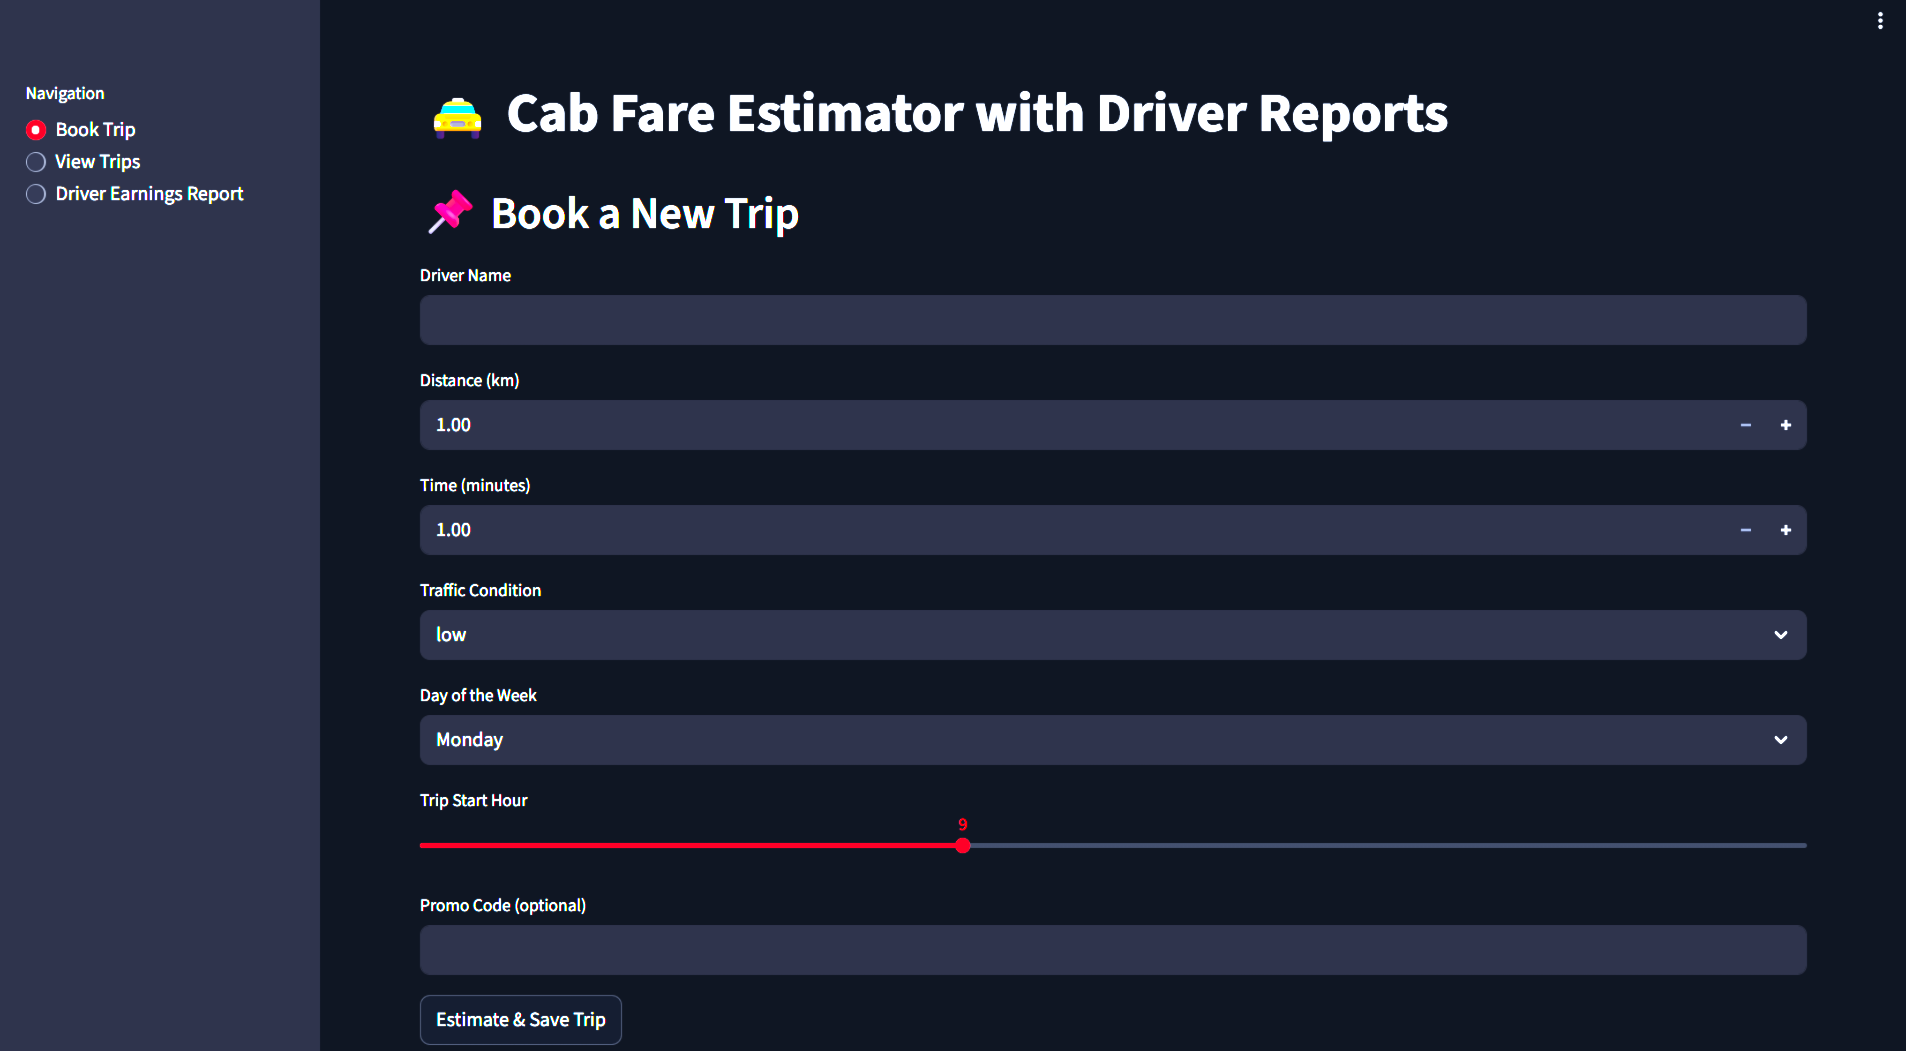 Navigation
Book Trip
View Trips
Driver Earnings Report
Cab Fare Estimator with Driver Reports
Book a New Trip
Driver Name
Distance (km)
1.00
Time (minutes)
1.00
Traffic Condition
low
Day of the Week
Monday
Trip Start Hour
9
Promo Code (optional)
Estimate & Save Trip